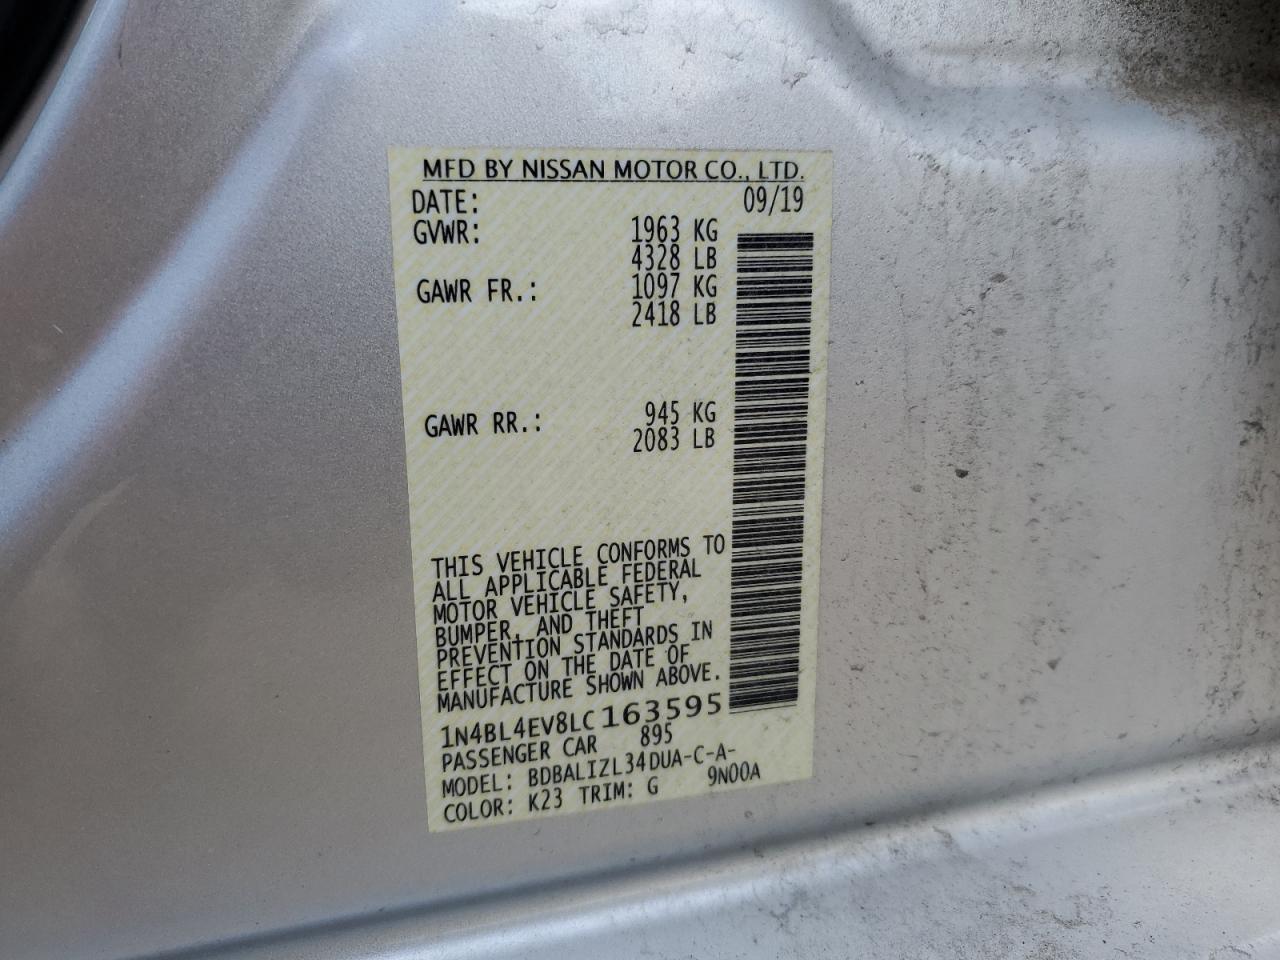 MFD BY NISSAN MOTOR CO., LTD.
DATE: 09/19
GVWR: 1963 KG
4328 LB
GAWR FR.: 1097 KG
2418 LB
GAWR RR.: 945 KG
2083 LB
THIS VEHICLE CONFORMS TO
ALL APPLICABLE FEDERAL
MOTOR VEHICLE SAFETY,
BUMPER, AND THEFT
PREVENTION STANDARDS IN
EFFECT ON THE DATE OF
MANUFACTURE SHOWN ABOVE.
1N4BL4EV8LC163595
PASSENGER CAR 895
MODEL: BDBALIZL34DUA-C-A-
9N00A
COLOR: K23 TRIM: G